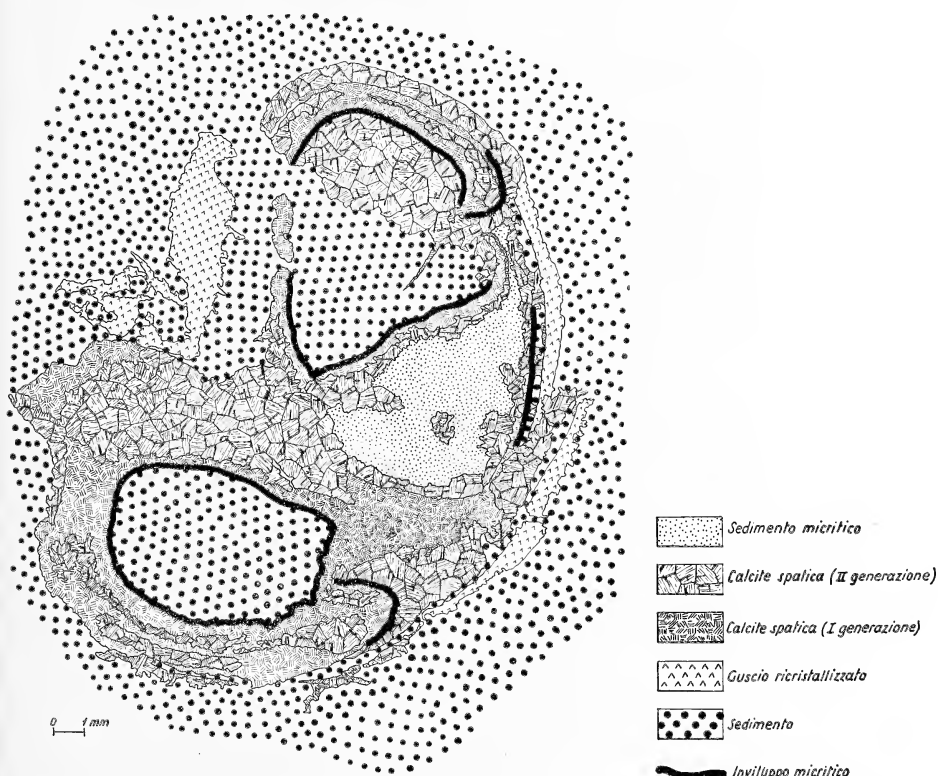 Sedimento micritico
Calcite spatica (II generazione)
Calcite spatica (I generazione)
Guscio ricristallizzato
Sedimento
Inviluppo micritico
0 1 mm